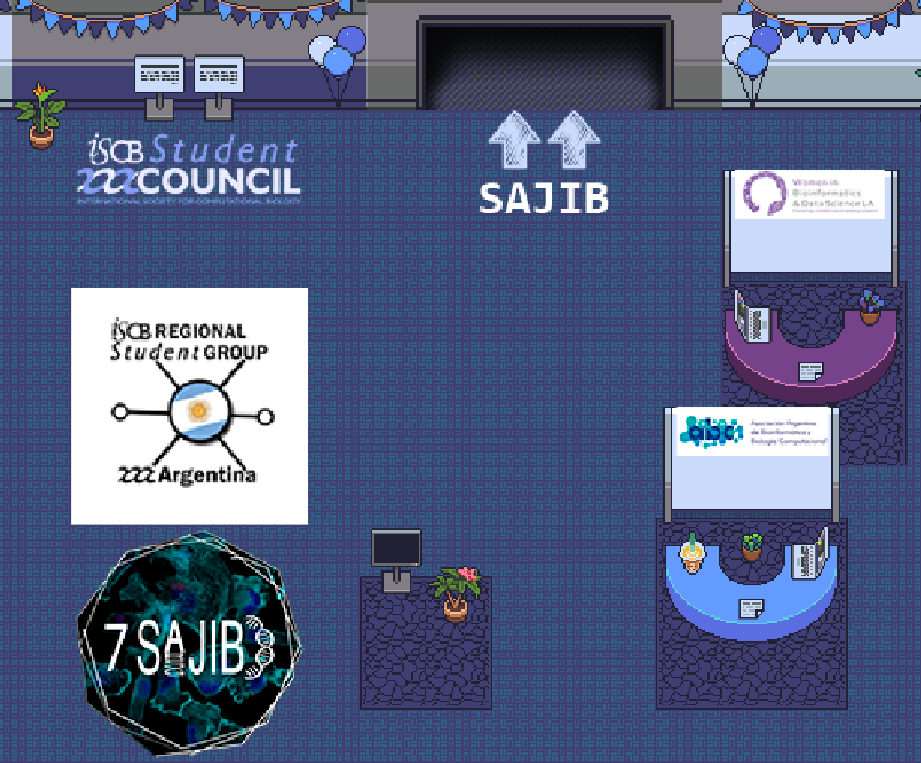 iSCB Student
COUNCIL
INTERNATIONAL SOCIETY FOR COMPUTATIONAL BIOLOGY
SAJIB
Women in
Bioinformatics
& Data Science LA
iSCB REGIONAL
Student GROUP
Argentina
Asociación Argentina
de Bioinformática y
Biología Computacional
7 SAJIB